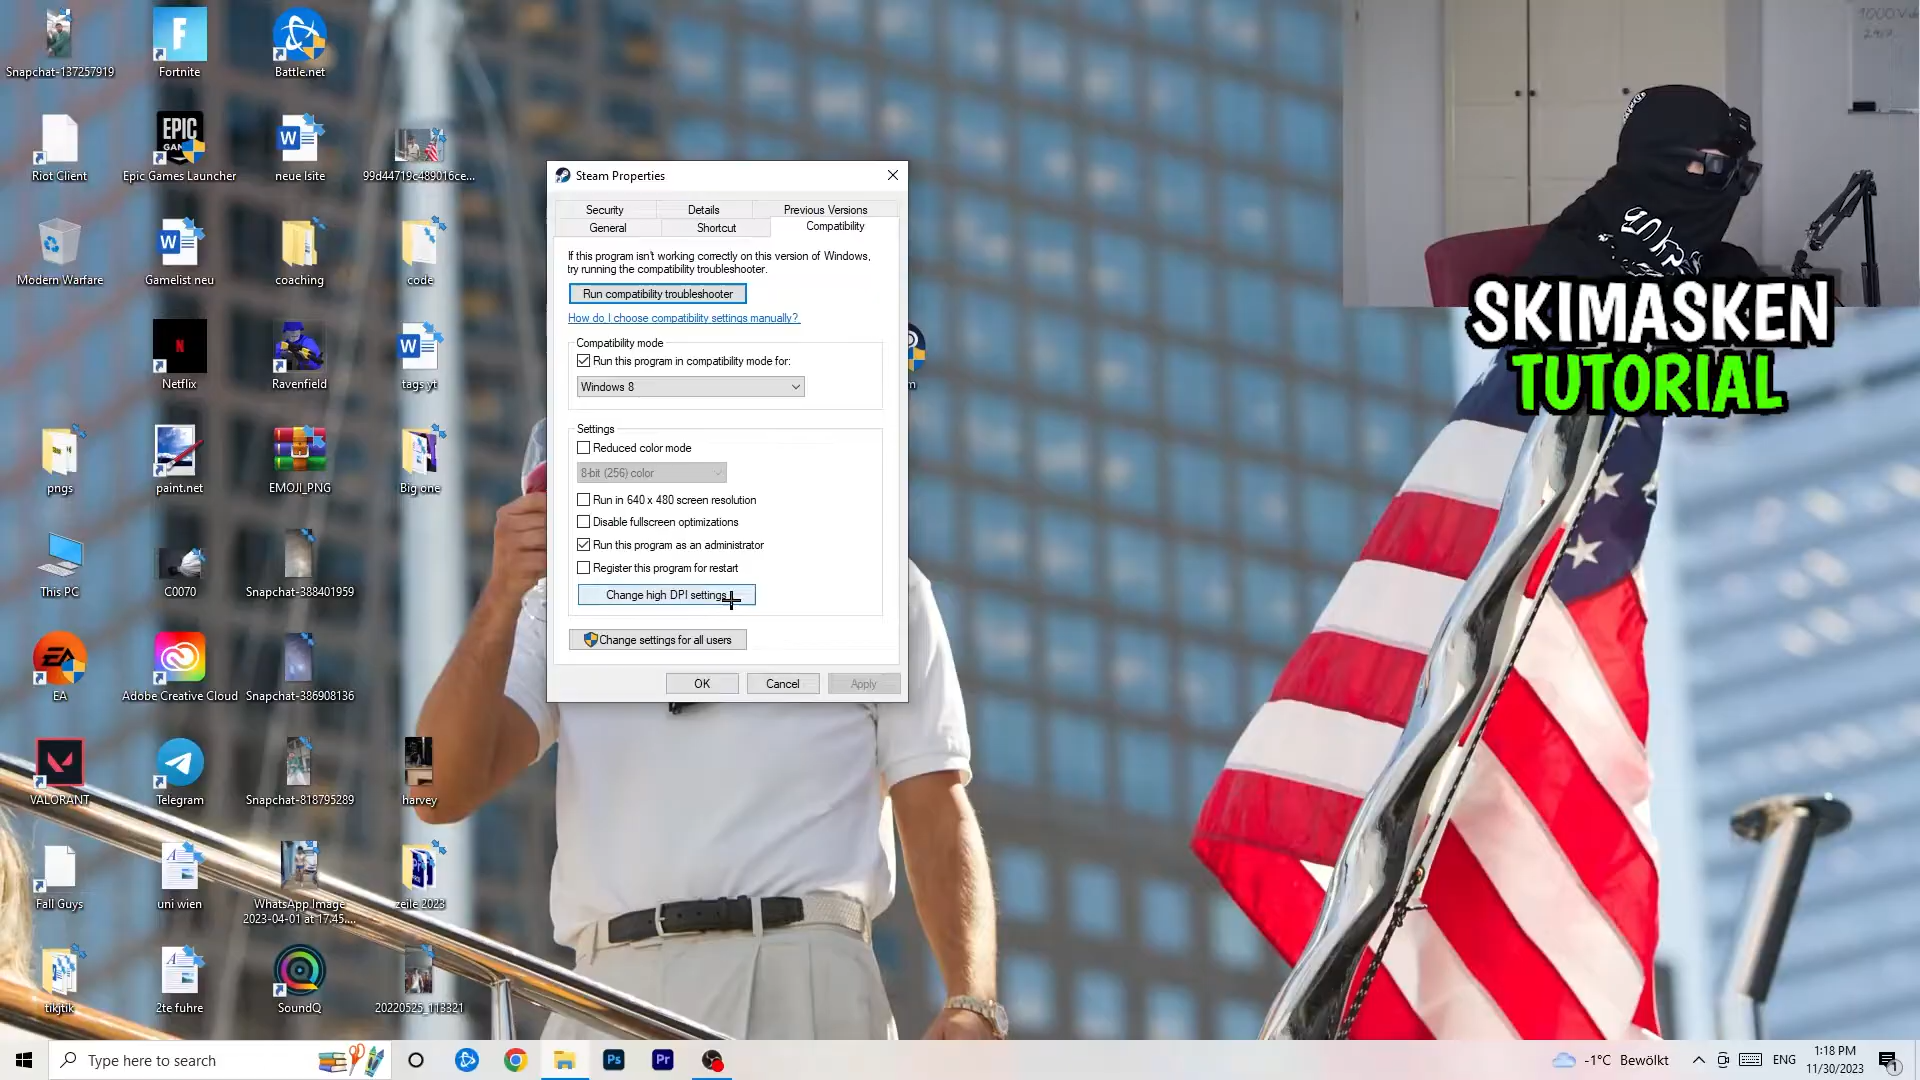 Snapchat-137257919
Fortnite
Battle.net
EPIC
Riot Client
Epic Games Launcher
neue lsite
99d44719c489016ce...
Modern Warfare
Gamelist neu
coaching
code
Netflix
Ravenfield
tags yt
pngs
paint.net
EMOJI_PNG
Big one
This PC
C0070
Snapchat-388401959
EA
Adobe Creative Cloud
Snapchat-386908136
VALORANT
Telegram
Snapchat-818795289
harvey
Fall Guys
uni wien
WhatsApp Image
2023-04-01 at 17.45....
zeile 2023
tikjtik
2te fuhre
SoundQ
20220525_113321
Steam Properties
Security
Details
Previous Versions
General
Shortcut
Compatibility
If this program isn't working correctly on this version of Windows,
try running the compatibility troubleshooter.
Run compatibility troubleshooter
How do I choose compatibility settings manually?
Compatibility mode
Run this program in compatibility mode for:
Windows 8
Settings
Reduced color mode
8-bit (256) color
Run in 640 x 480 screen resolution
Disable fullscreen optimizations
Run this program as an administrator
Register this program for restart
Change high DPI settings
Change settings for all users
OK
Cancel
Apply
SKIMASKEN
TUTORIAL
Type here to search
Ps
Pr
-1°C Bewölkt
ENG
1:18 PM
11/30/2023
1